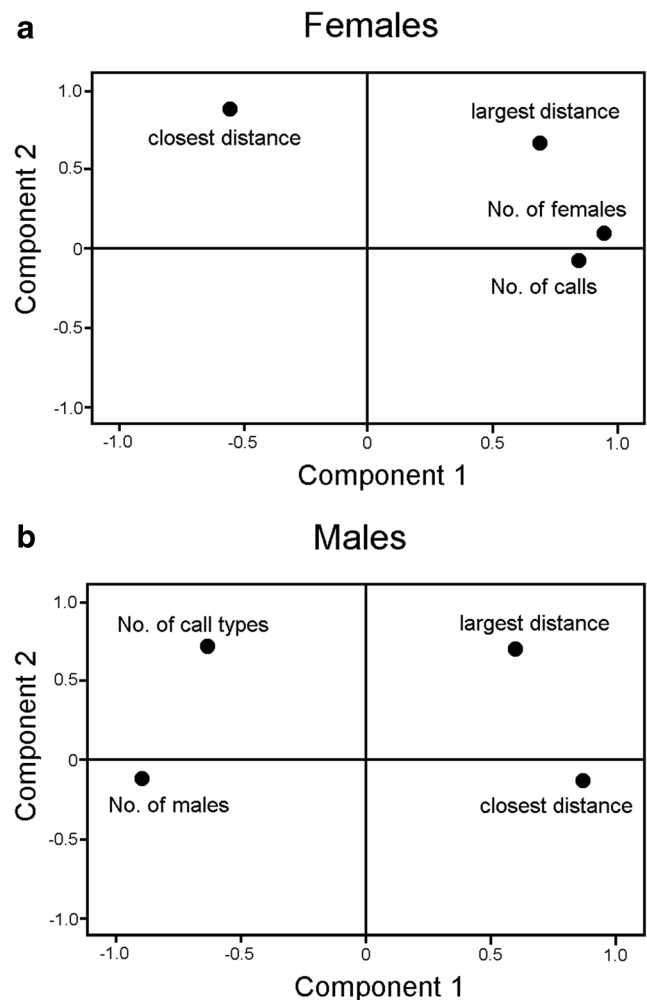 a
Females
1.0
closest distance
largest distance
0.5
No. of females
0
No. of calls
-0.5
-1.0
Component 2
-1.0 -0.5 0 0.5 1.0
Component 1
b
Males
1.0
No. of call types
largest distance
0.5
0
No. of males
closest distance
-0.5
-1.0
Component 2
-1.0 -0.5 0 0.5 1.0
Component 1